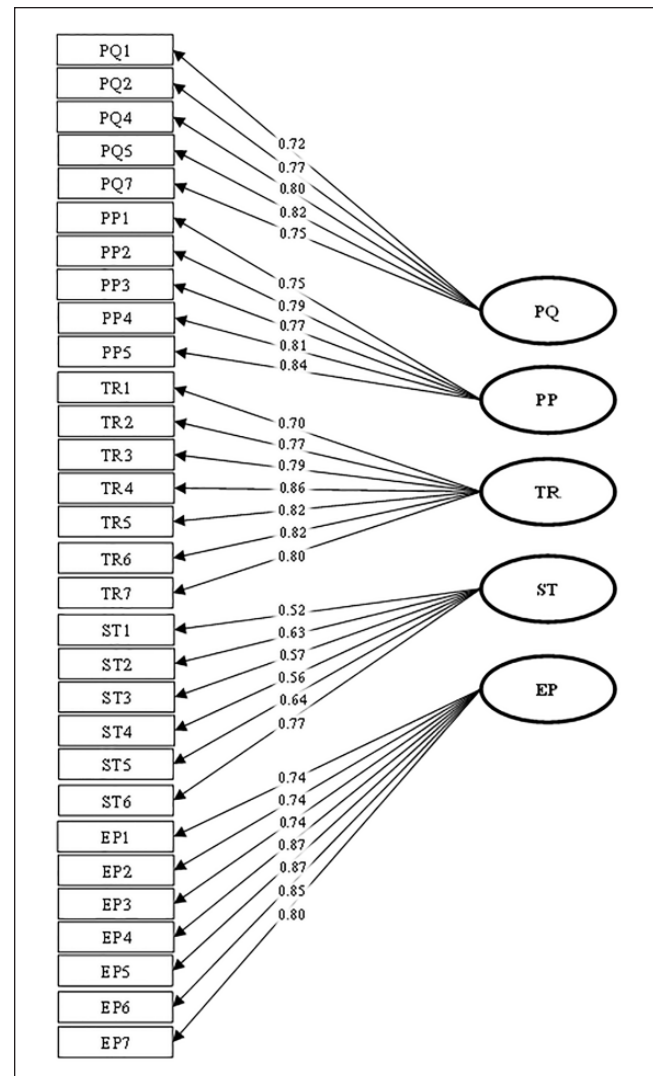 PQ1
PQ2
PQ4
PQ5
PQ7
PP1
PP2
PP3
PP4
PP5
TR1
TR2
TR3
TR4
TR5
TR6
TR7
ST1
ST2
ST3
ST4
ST5
ST6
EP1
EP2
EP3
EP4
EP5
EP6
EP7
0.72
0.77
0.80
0.82
0.75
0.75
0.79
0.77
0.81
0.84
0.70
0.77
0.79
0.86
0.82
0.82
0.80
0.52
0.63
0.57
0.56
0.64
0.77
0.74
0.74
0.74
0.87
0.87
0.85
0.80
PQ
PP
TR
ST
EP